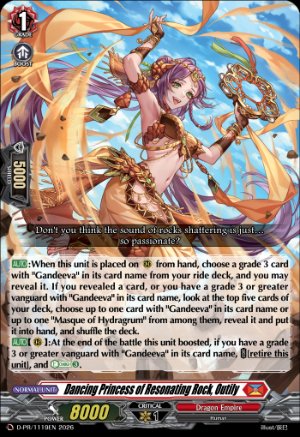 1
GRADE
BOOST
5000
SHIELD
Don't you think the sound of rocks shattering is just...
so passionate?
AUTO:When this unit is placed on from hand, choose a grade 3 card
with "Gandeeva" in its card name from your ride deck, and you may
reveal it. If you revealed a card, or you have a grade 3 or greater
vanguard with "Gandeeva" in its card name, look at the top five cards of
your deck, choose up to one card with "Gandeeva" in its card name or
up to one "Masque of Hydragrum" from among them, reveal it and put
it into hand, and shuffle the deck.
AUTO:At the end of the battle this unit boosted, if you have a grade
3 or greater vanguard with "Gandeeva" in its card name, [retire this
unit], and
NORMAL UNIT
Dancing Princess of Resonating Rock, Outify
POWER 8000
CRITICAL
1
Dragon Empire
Human
D-PR/1119EN 2026